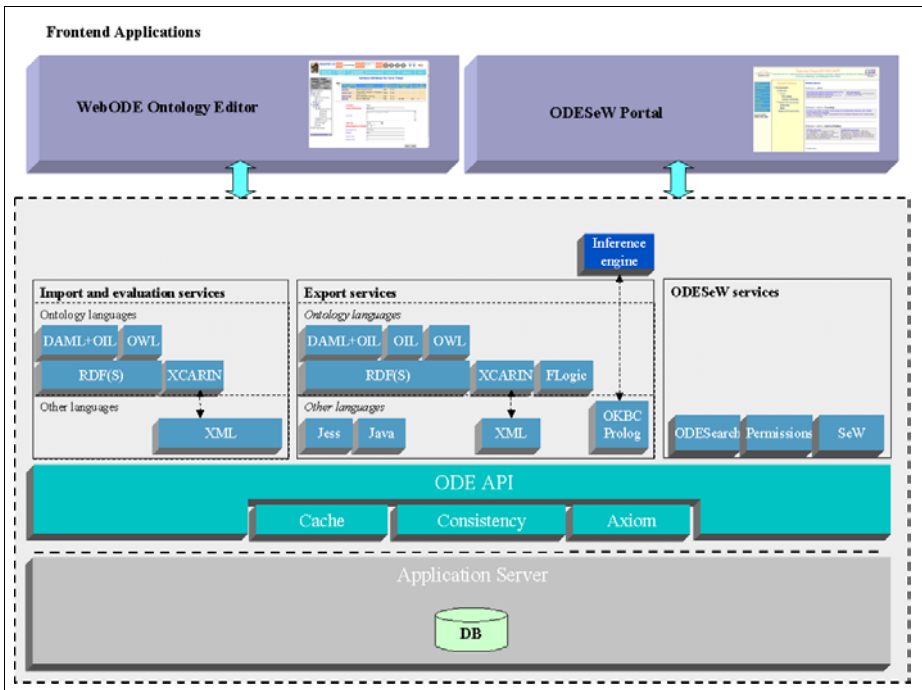 Frontend Applications
WebODE Ontology Editor
ODESeW Portal
Inference
engine
Import and evaluation services
Ontology languages
DAML+OIL
OWL
RDF(S)
XCARIN
Other languages
XML
Export services
Ontology languages
DAML+OIL
OIL
OWL
RDF(S)
XCARIN
FLogic
Other languages
Jess
Java
XML
OKBC
Prolog
ODESeW services
ODESearch
Permissions
SeW
ODE API
Cache
Consistency
Axiom
Application Server
DB